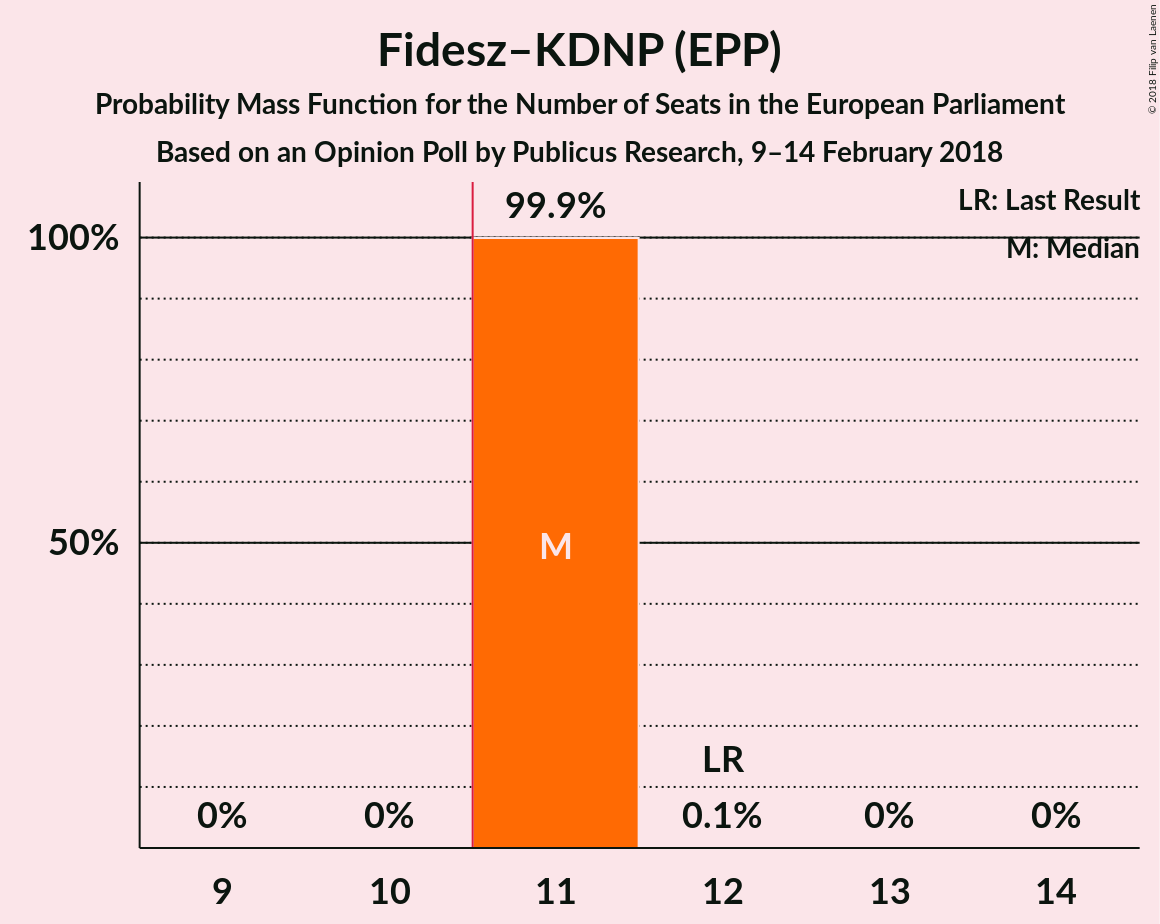 Fidesz–KDNP (EPP)
Probability Mass Function for the Number of Seats in the European Parliament
Based on an Opinion Poll by Publicus Research, 9–14 February 2018
© 2018 Filip van Laenen
LR: Last Result
M: Median
99.9%
100%
50%
M
LR
0%
0%
0.1%
0%
0%
9
10
11
12
13
14